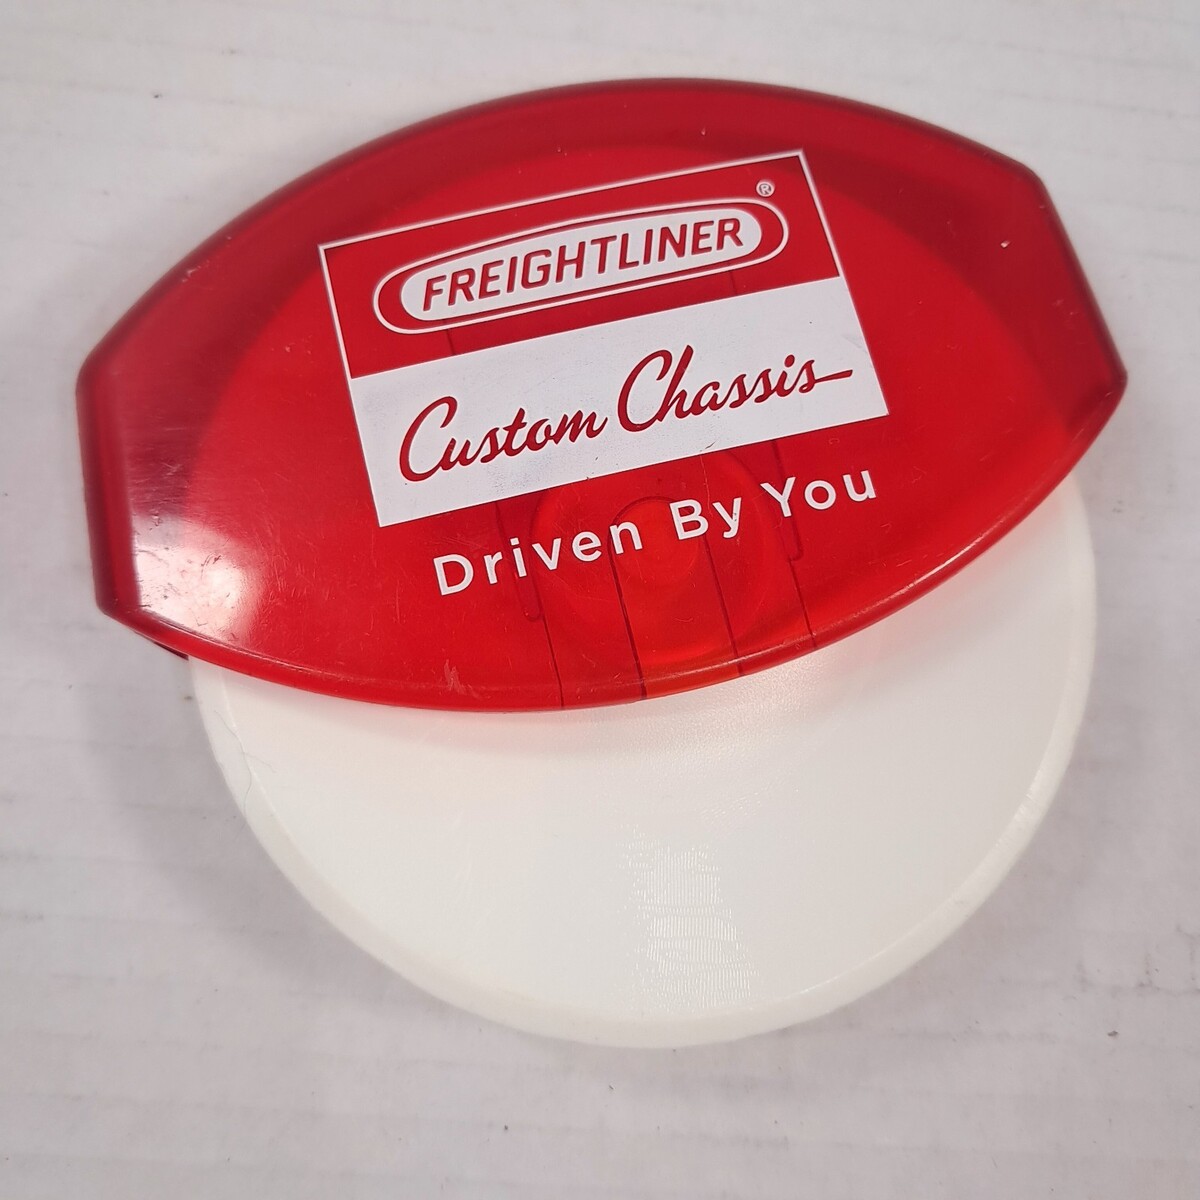 FREIGHTLINER®
Custom Chassis
Driven By You